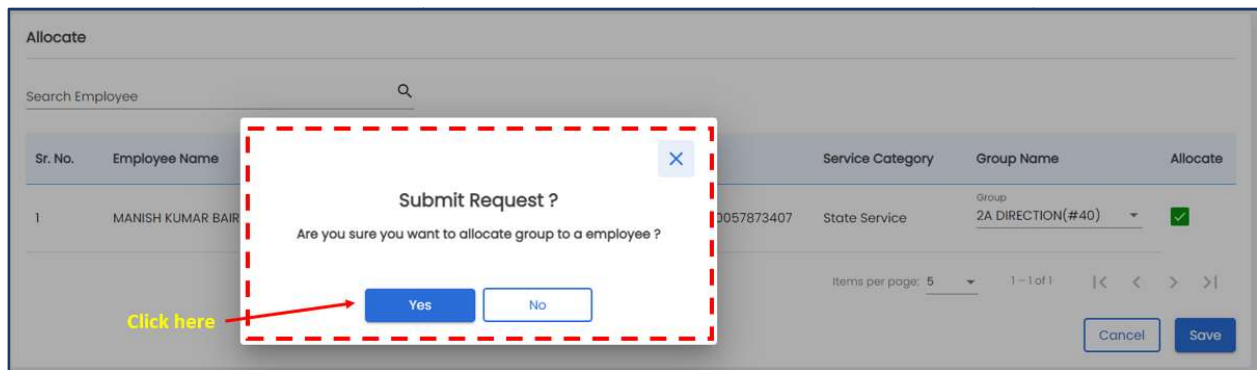 Allocate
Search Employee
Sr. No. Employee Name Service Category Group Name Allocate
Submit Request ?
Group
1 MANISH KUMAR BAIR 0057873407 State Service 2A DIRECTION(#40)
Are you sure you want to allocate group to a employee ?
Items per page: 5 1 – 1 of 1
Yes No
Click here
Cancel Save